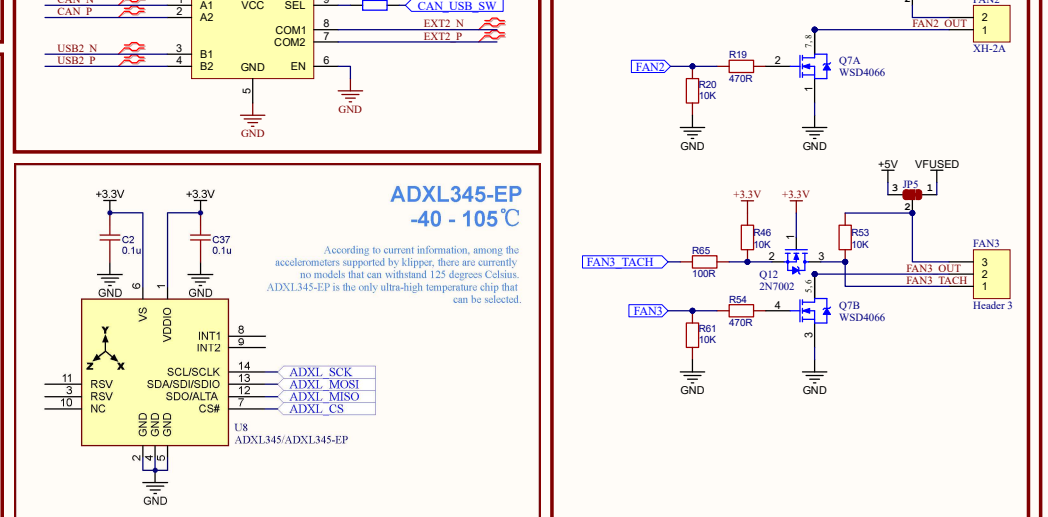 CAN_N
CAN_P
1
2
A1
A2
VCC
SEL
CAN_USB_SW
COM1
COM2
8
7
EXT2_N
EXT2_P
USB2_N
USB2_P
3
4
B1
B2
GND
EN
6
5
GND
GND
FAN2
2
1
FAN2_OUT
XH-2A
7,8
FAN2
R19
470R
2
Q7A
WSD4066
R20
10K
1
GND
GND
ADXL345-EP
-40 - 105℃
According to current information, among the
accelerometers supported by klipper, there are currently
no models that can withstand 125 degrees Celsius.
ADXL345-EP is the only ultra-high temperature chip that
can be selected.
+3.3V
+3.3V
C2
0.1u
C37
0.1u
GND
GND
6
1
VS
VDDIO
Y
Z
X
INT1
INT2
8
9
11
3
10
RSV
RSV
NC
SCL/SCLK
SDA/SDI/SDIO
SDO/ALTA
CS#
14
13
12
7
ADXL_SCK
ADXL_MOSI
ADXL_MISO
ADXL_CS
GND
GND
GND
2
4
5
U8
ADXL345/ADXL345-EP
GND
+5V
VFUSED
3
JP5
1
2
+3.3V
+3.3V
R46
10K
1
R53
10K
FAN3_TACH
R65
100R
2
3
Q12
2N7002
FAN3
3
2
1
FAN3_OUT
FAN3_TACH
Header 3
5,6
FAN3
R54
470R
4
Q7B
WSD4066
R61
10K
3
GND
GND